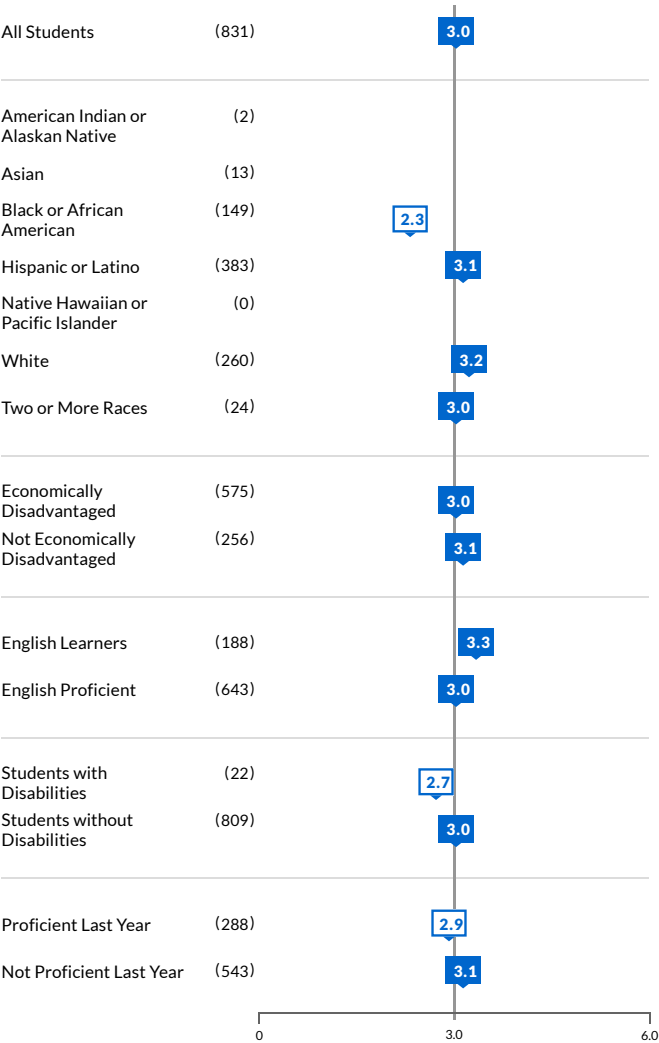 All Students (831) 3.0
American Indian or (2)
Alaskan Native
Asian (13)
Black or African (149) 2.3
American
Hispanic or Latino (383) 3.1
Native Hawaiian or (0)
Pacific Islander
White (260) 3.2
Two or More Races (24) 3.0
Economically (575) 3.0
Disadvantaged
Not Economically (256) 3.1
Disadvantaged
English Learners (188) 3.3
English Proficient (643) 3.0
Students with (22) 2.7
Disabilities
Students without (809) 3.0
Disabilities
Proficient Last Year (288) 2.9
Not Proficient Last Year (543) 3.1
0 3.0 6.0